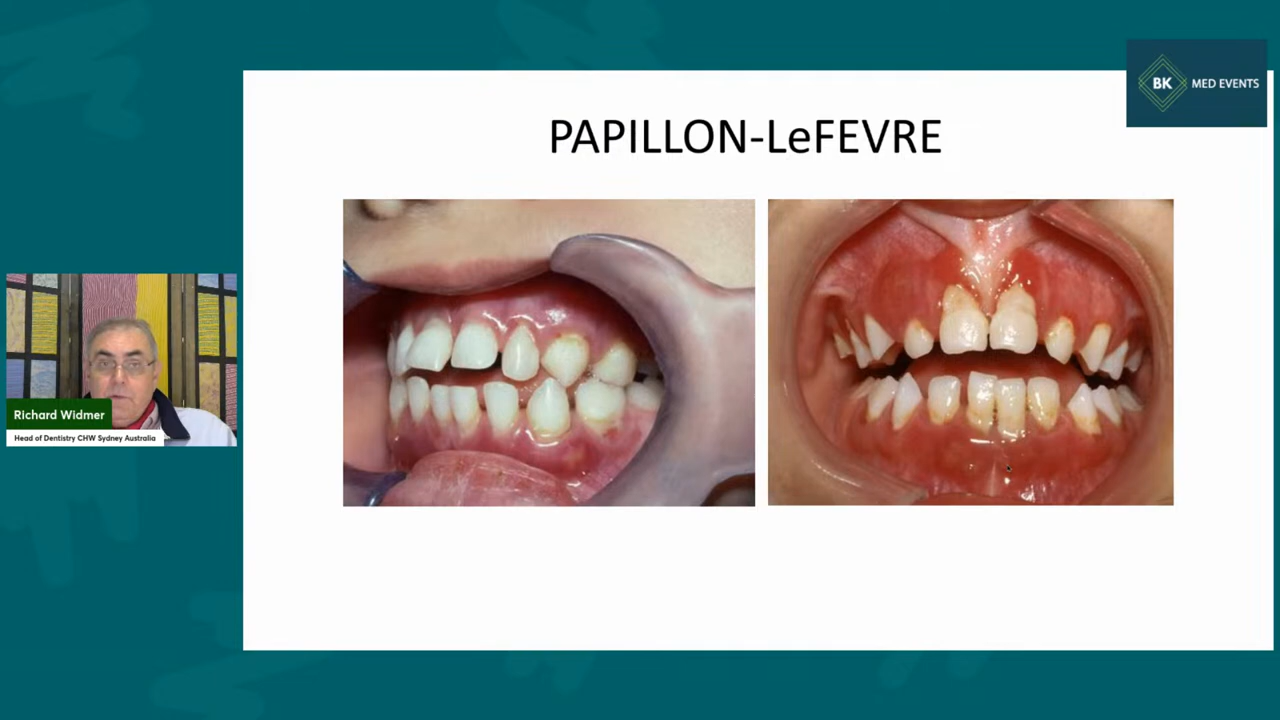 BK MED EVENTS
PAPILLON-LeFEVRE
Richard Widmer
Head of Dentistry CHW Sydney Australia